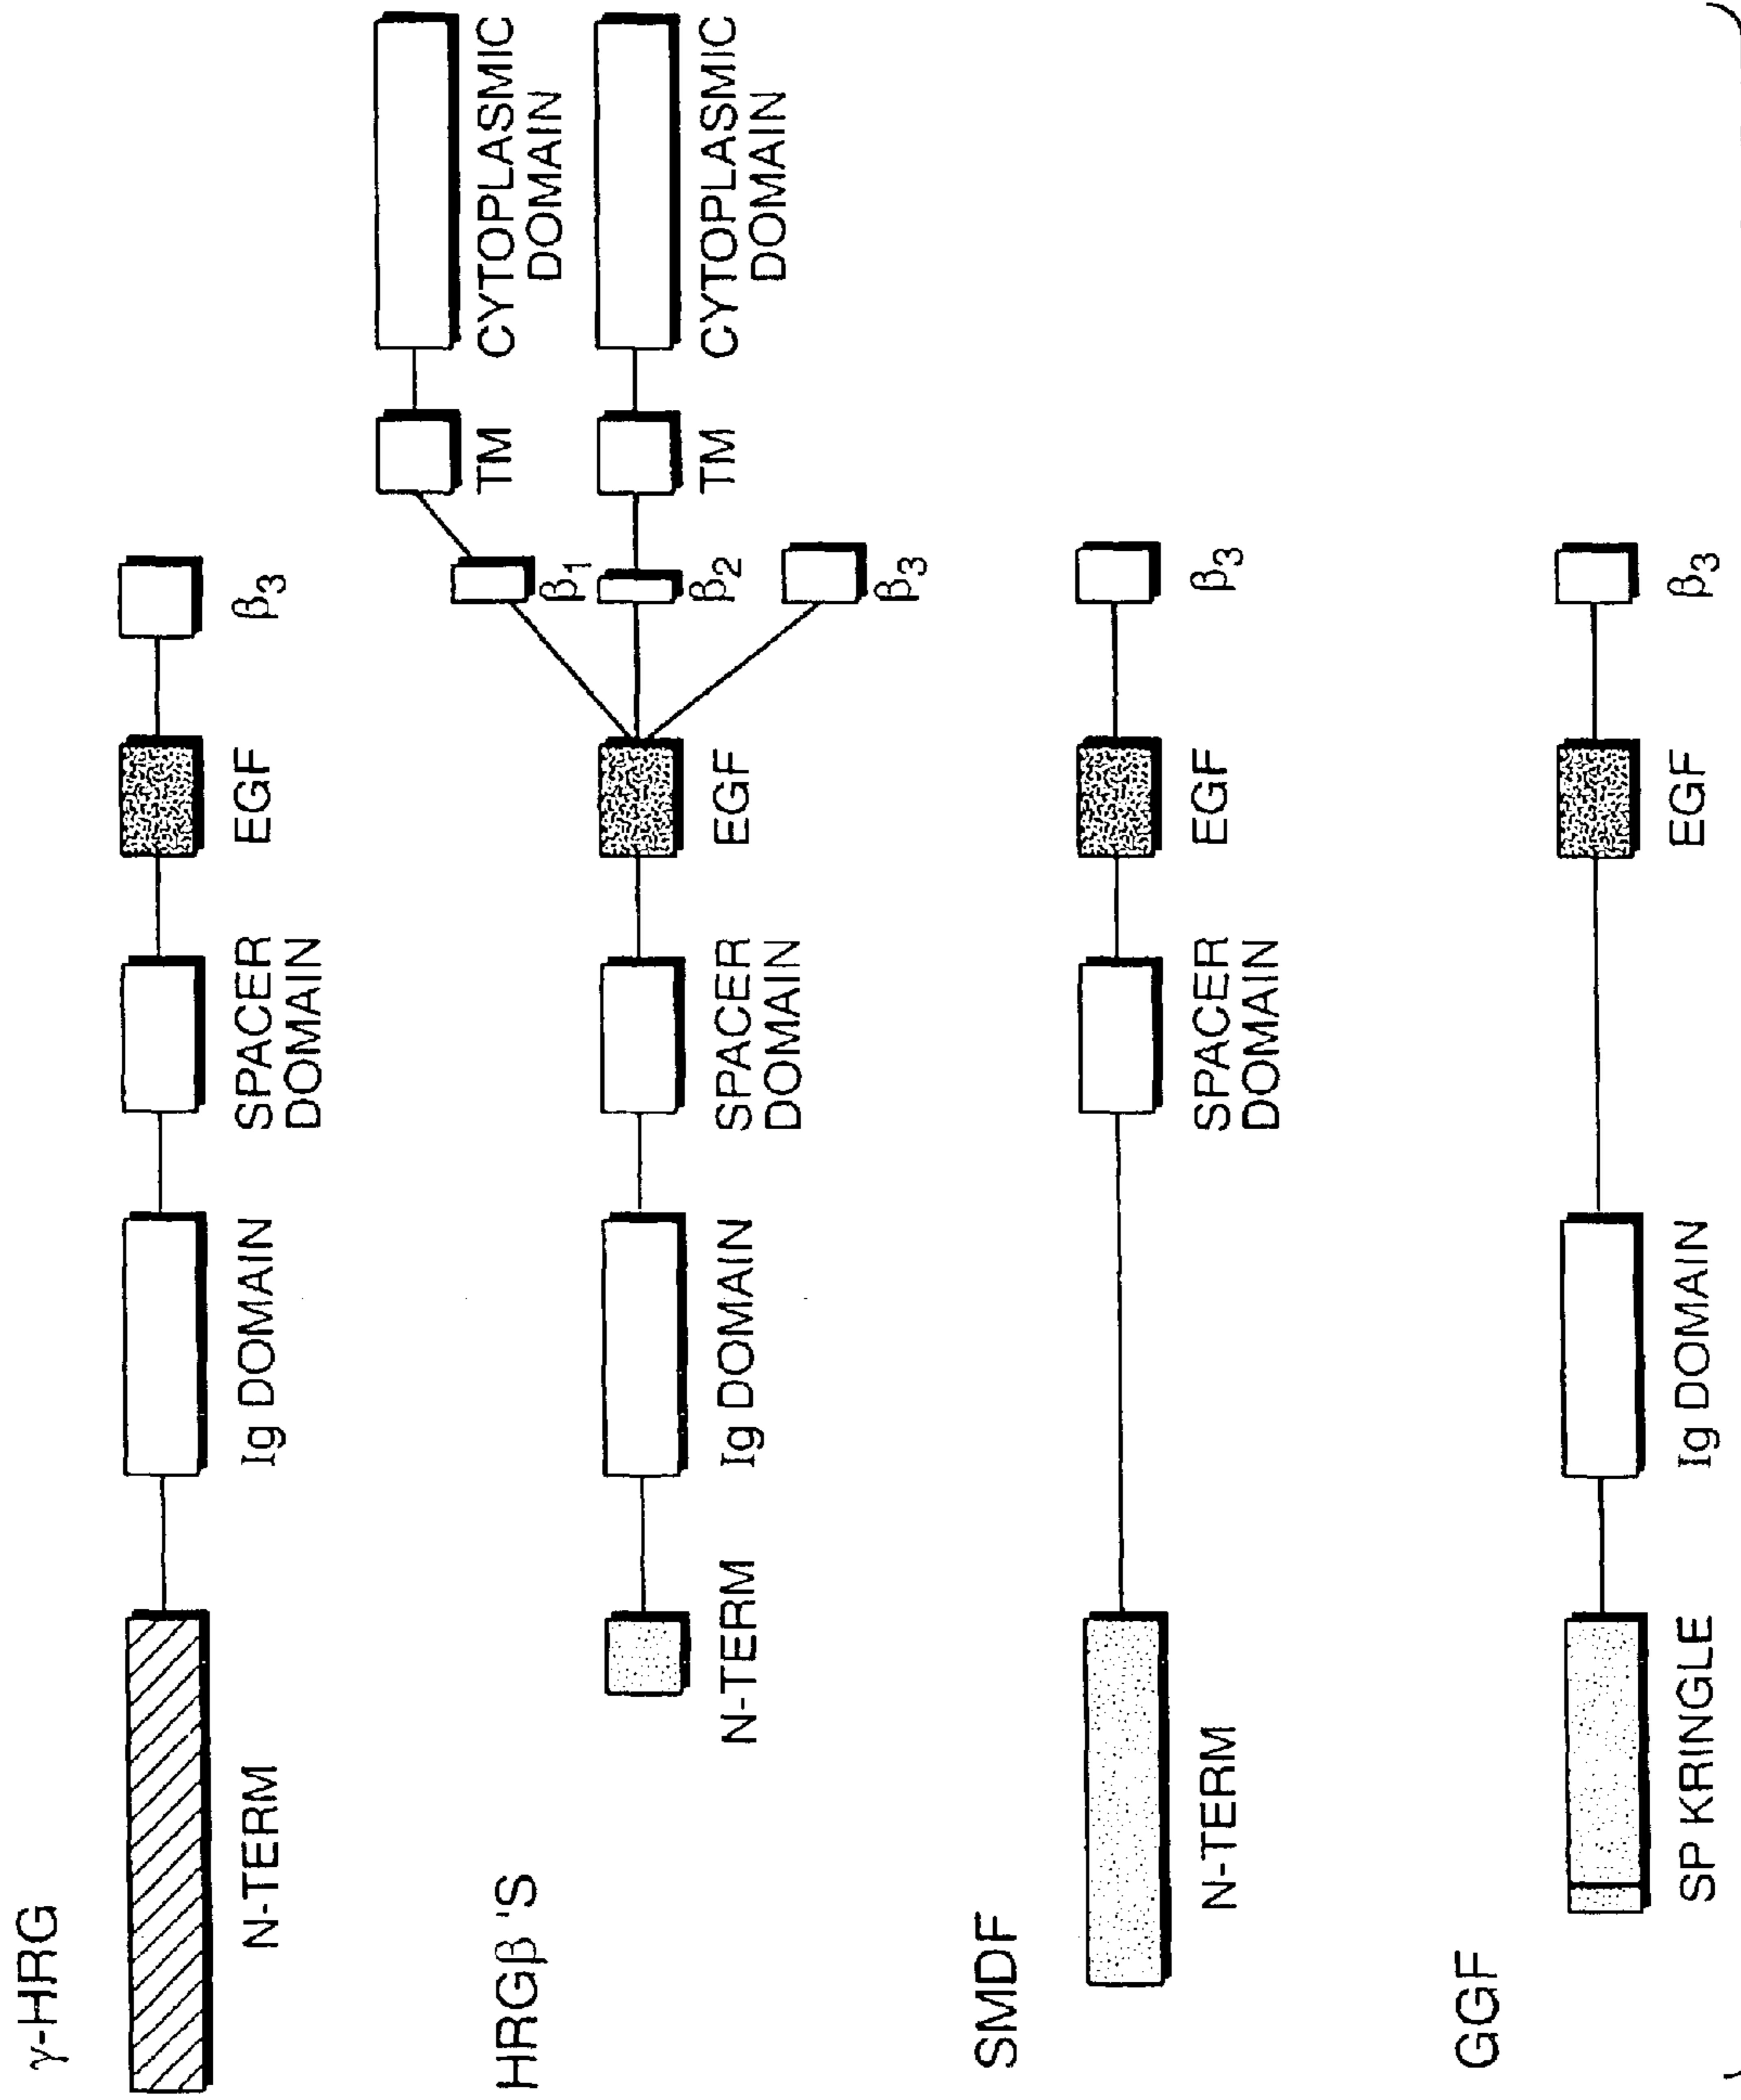 γ-HRG
N-TERM
Ig DOMAIN
SPACER
DOMAIN
EGF
β3
HRGβ 'S
N-TERM
Ig DOMAIN
SPACER
DOMAIN
EGF
β1
TM
CYTOPLASMIC
DOMAIN
β2
TM
CYTOPLASMIC
DOMAIN
β3
SMDF
N-TERM
SPACER
DOMAIN
EGF
β3
GGF
SP KRINGLE
Ig DOMAIN
EGF
β3